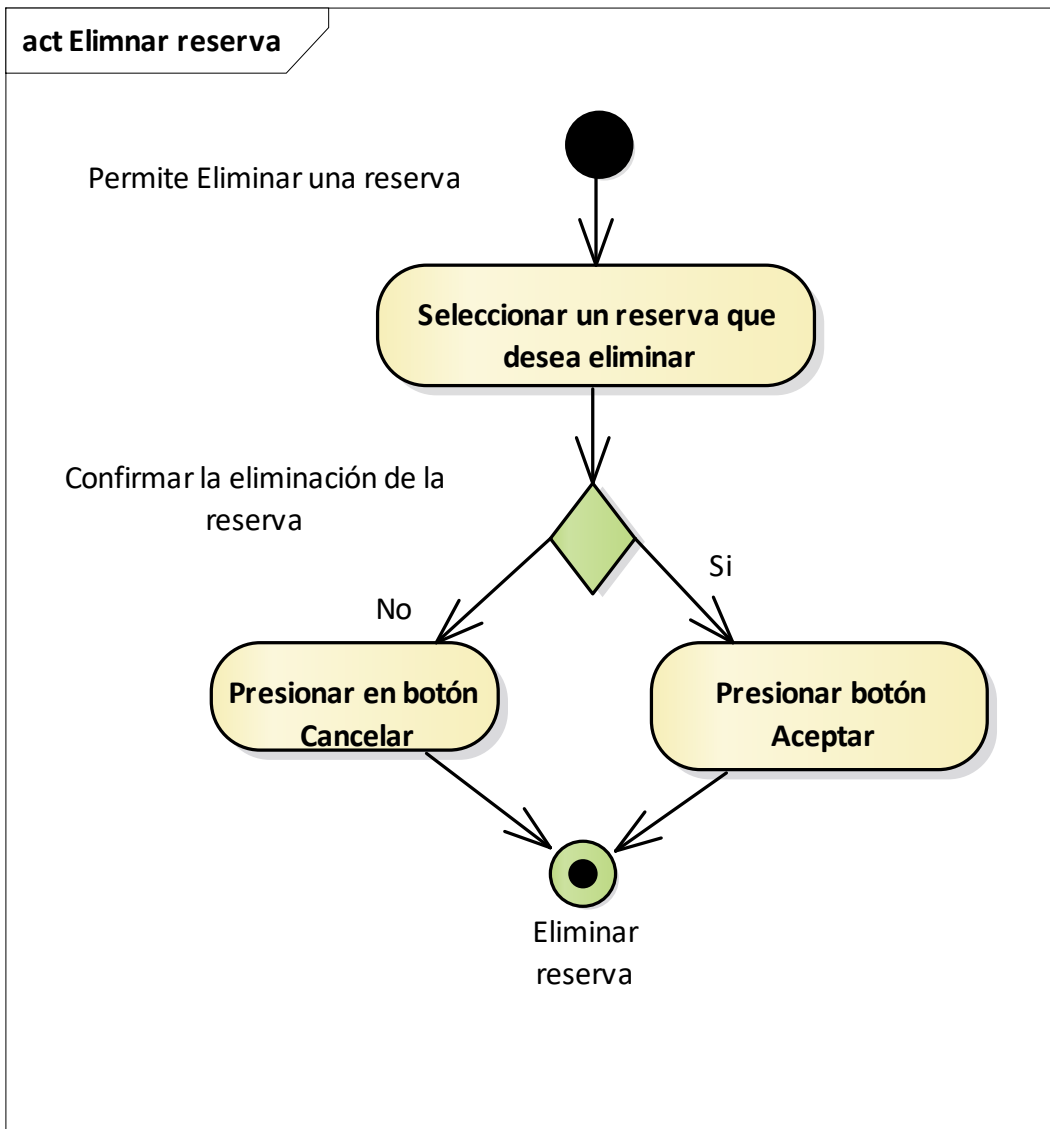 act Elimnar reserva
Permite Eliminar una reserva
Seleccionar un reserva que
desea eliminar
Confirmar la eliminación de la
reserva
Si
No
Presionar en botón
Cancelar
Presionar botón
Aceptar
Eliminar
reserva